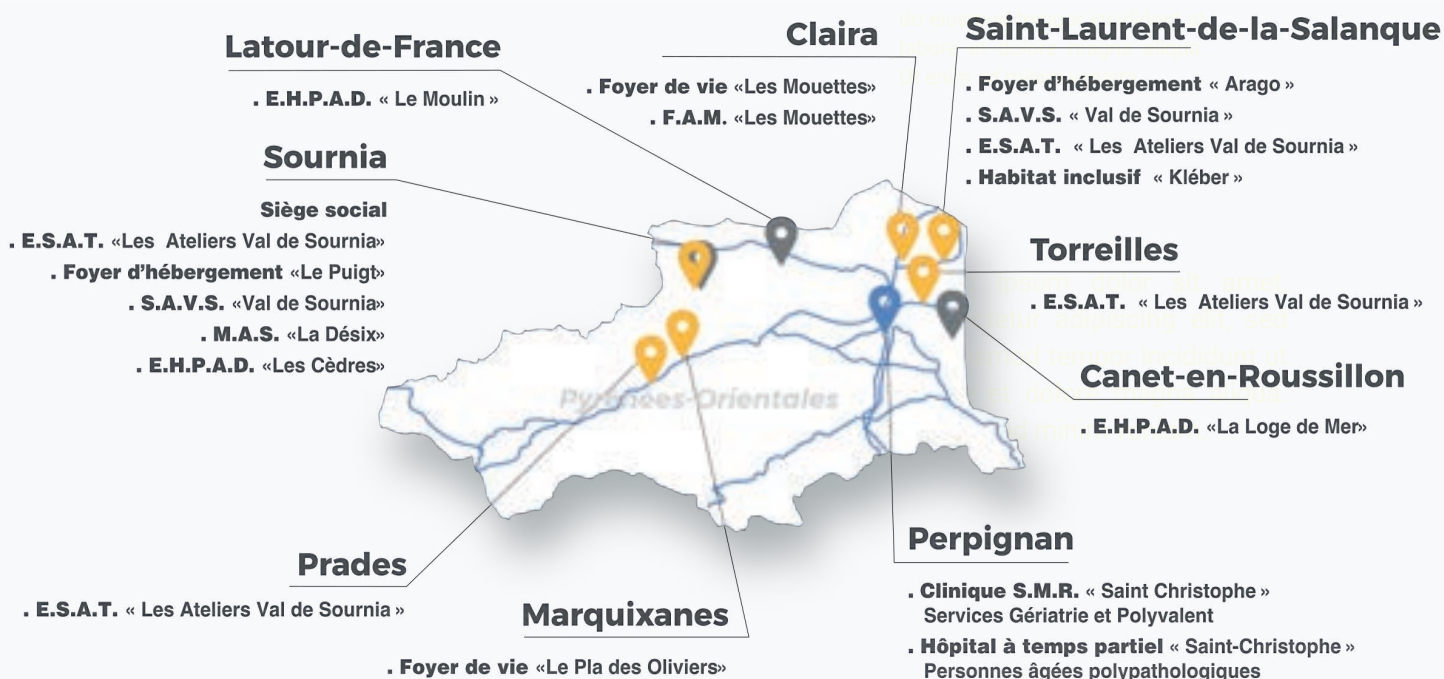 Latour-de-France
. E.H.P.A.D. « Le Moulin »
Claira
. Foyer de vie «Les Mouettes»
. F.A.M. «Les Mouettes»
Saint-Laurent-de-la-Salanque
. Foyer d'hébergement « Arago »
. S.A.V.S. « Val de Sournia »
. E.S.A.T. « Les Ateliers Val de Sournia »
. Habitat inclusif « Kléber »
Sournia
Siège social
. E.S.A.T. «Les Ateliers Val de Sournia»
. Foyer d'hébergement «Le Puigt»
. S.A.V.S. «Val de Sournia»
. M.A.S. «La Désix»
. E.H.P.A.D. «Les Cèdres»
Torreilles
. E.S.A.T. « Les Ateliers Val de Sournia »
Canet-en-Roussillon
. E.H.P.A.D. «La Loge de Mer»
Pyrénées-Orientales
Prades
. E.S.A.T. « Les Ateliers Val de Sournia »
Marquixanes
. Foyer de vie «Le Pla des Oliviers»
Perpignan
. Clinique S.M.R. « Saint Christophe »
Services Gériatrie et Polyvalent
. Hôpital à temps partiel « Saint-Christophe »
Personnes âgées polypathologiques